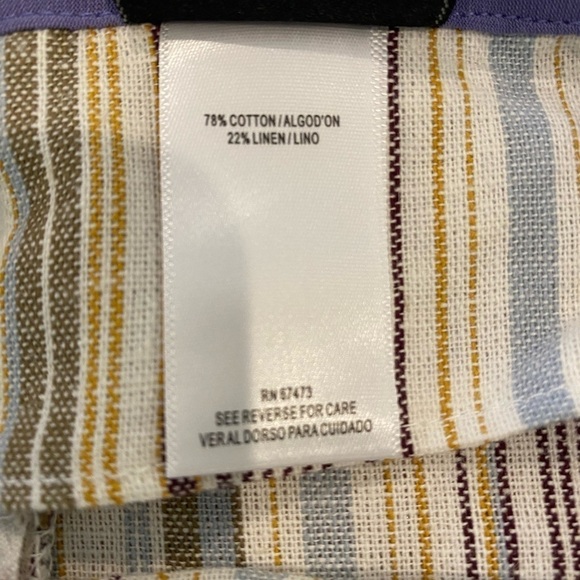 78% COTTON / ALGOD'ON
22% LINEN / LINO
RN 67473
SEE REVERSE FOR CARE
VER AL DORSO PARA CUIDADO